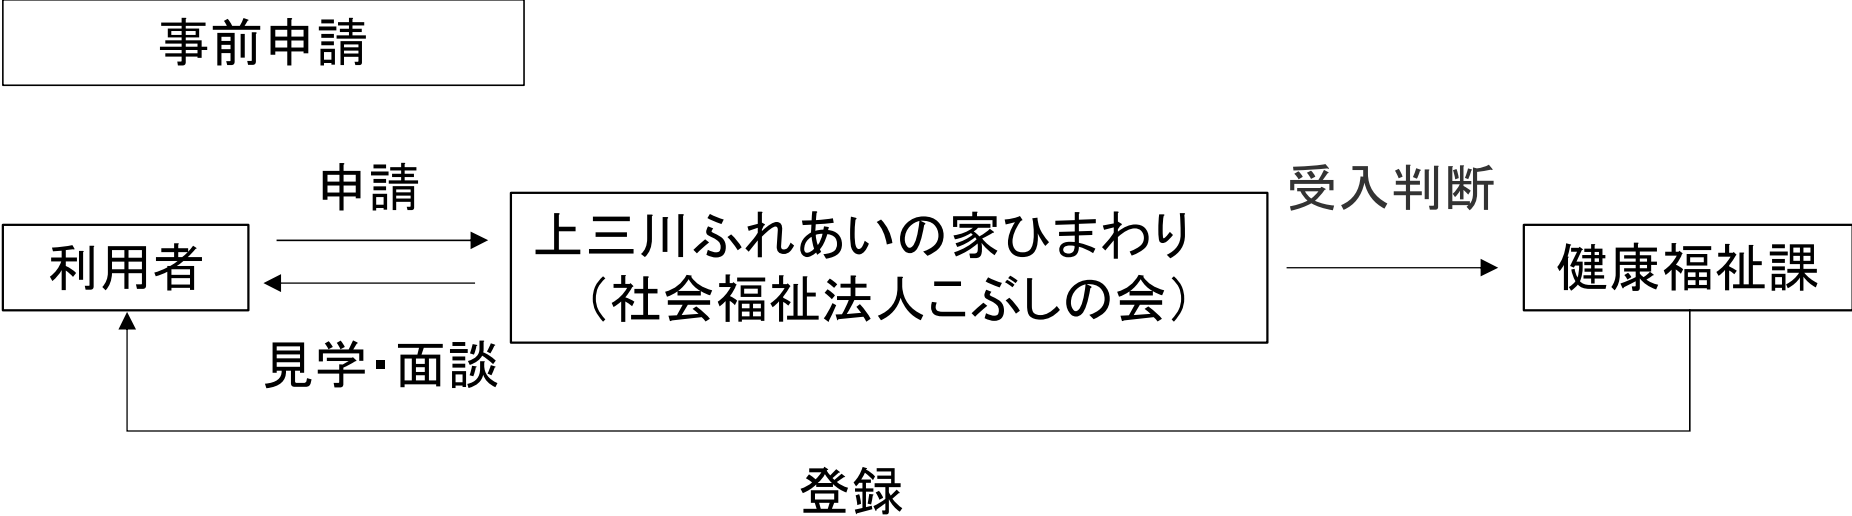 事前申請
申請
受入判断
利用者
上三川ふれあいの家ひまわり
（社会福祉法人こぶしの会）
健康福祉課
見学・面談
登録